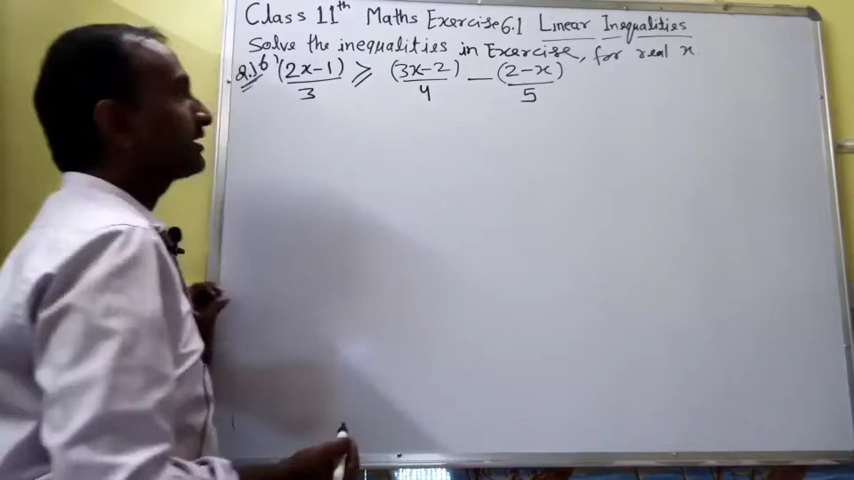 Class 11th Maths Exercise 6.1 Linear Inequalities
Solve the inequalities in Exercise, for real x.
Q.16 (2x-1)/3 ≥ (3x-2)/4 - (2-x)/5